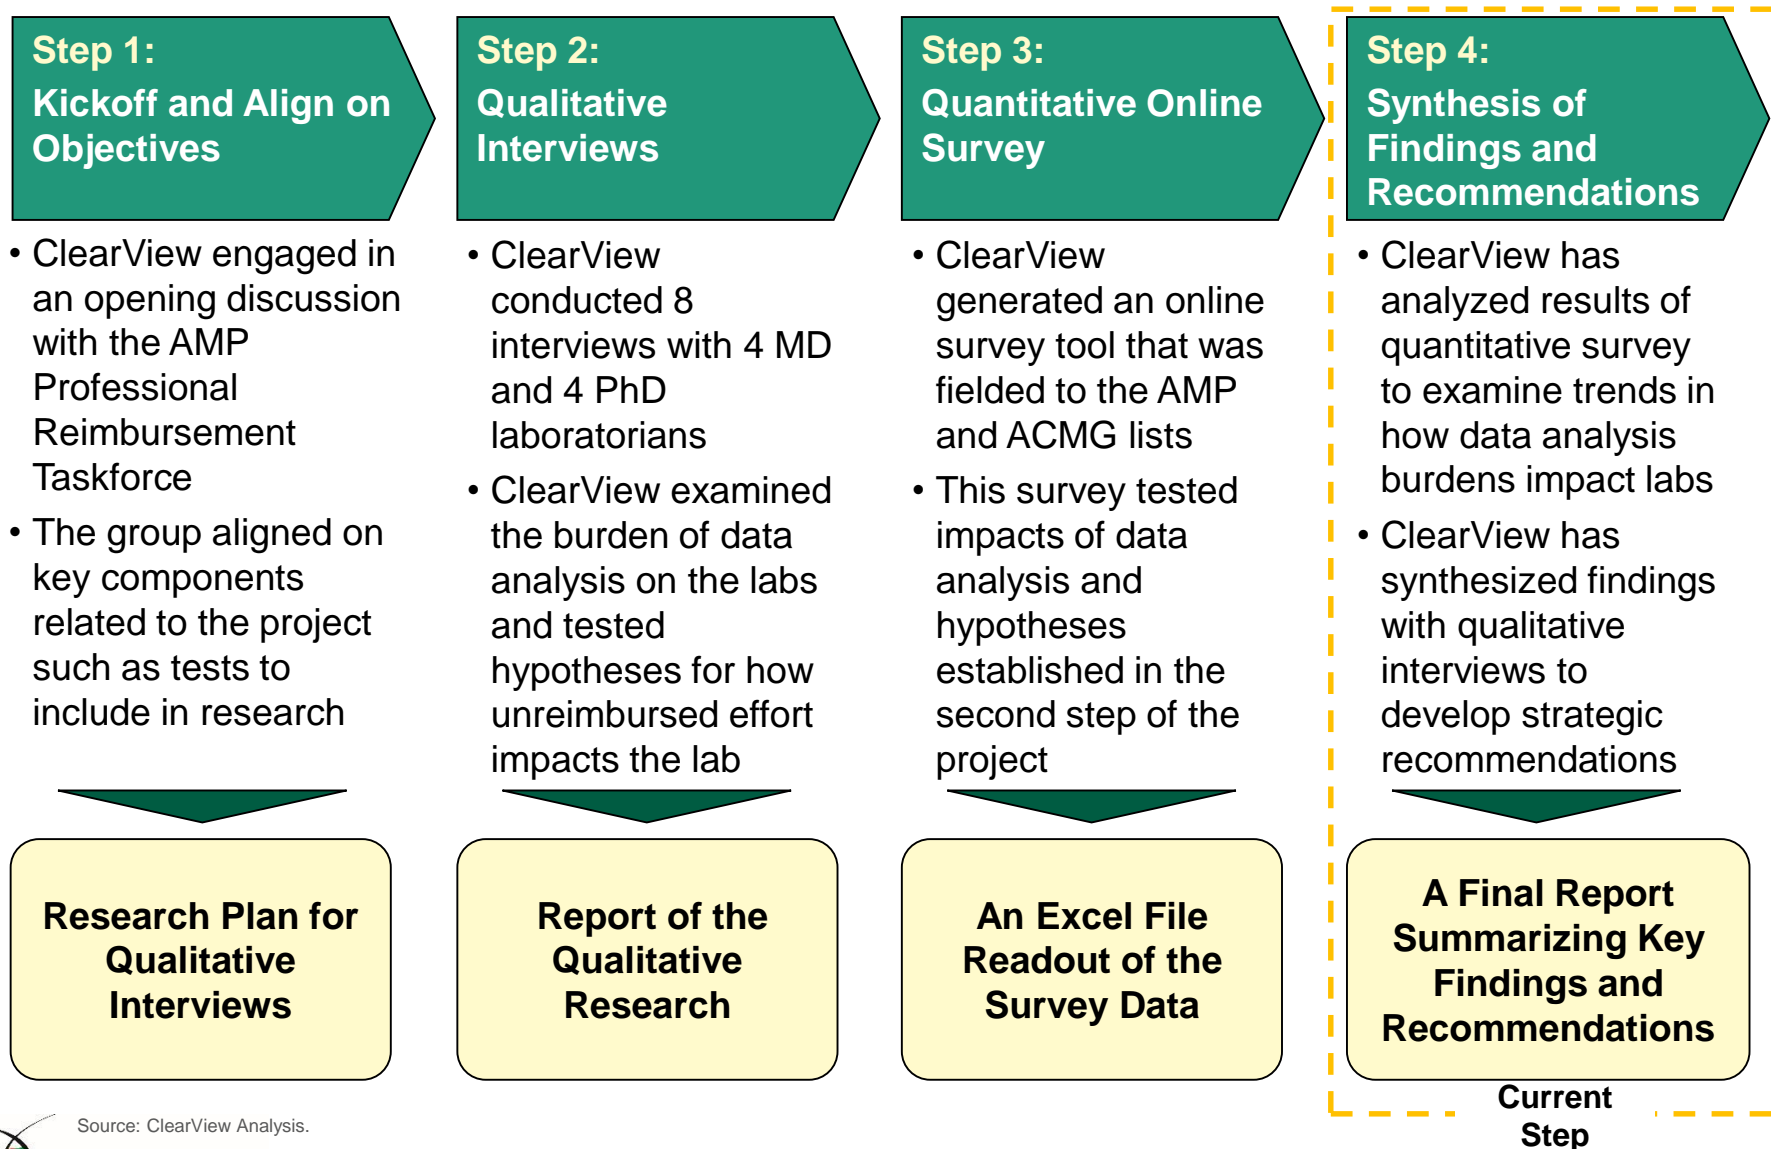 Step 1:
Kickoff and Align on
Objectives
• ClearView engaged in
an opening discussion
with the AMP
Professional
Reimbursement
Taskforce
• The group aligned on
key components
related to the project
such as tests to
include in research
Research Plan for
Qualitative
Interviews
Step 2:
Qualitative
Interviews
• ClearView
conducted 8
interviews with 4 MD
and 4 PhD
laboratorians
• ClearView examined
the burden of data
analysis on the labs
and tested
hypotheses for how
unreimbursed effort
impacts the lab
Report of the
Qualitative
Research
Step 3:
Quantitative Online
Survey
• ClearView
generated an online
survey tool that was
fielded to the AMP
and ACMG lists
• This survey tested
impacts of data
analysis and
hypotheses
established in the
second step of the
project
An Excel File
Readout of the
Survey Data
Step 4:
Synthesis of
Findings and
Recommendations
• ClearView has
analyzed results of
quantitative survey
to examine trends in
how data analysis
burdens impact labs
• ClearView has
synthesized findings
with qualitative
interviews to
develop strategic
recommendations
A Final Report
Summarizing Key
Findings and
Recommendations
Current
Step
Source: ClearView Analysis.